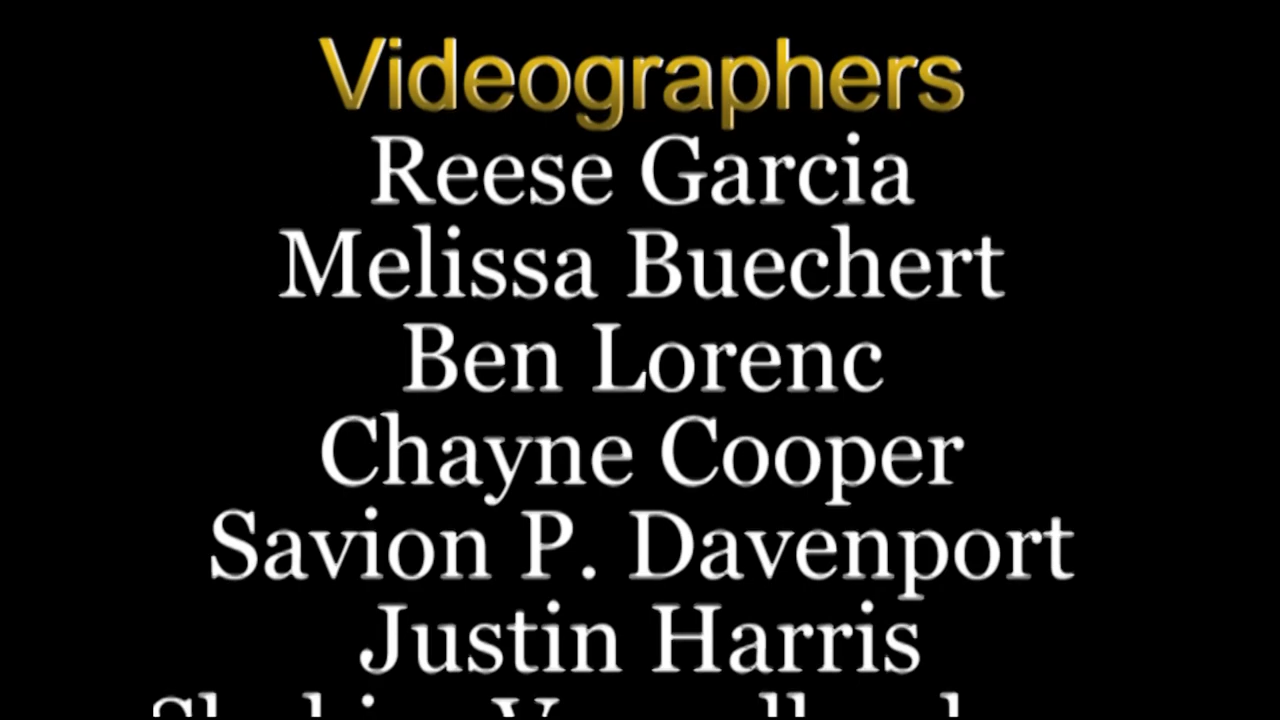 Videographers
Reese Garcia
Melissa Buechert
Ben Lorenc
Chayne Cooper
Savion P. Davenport
Justin Harris